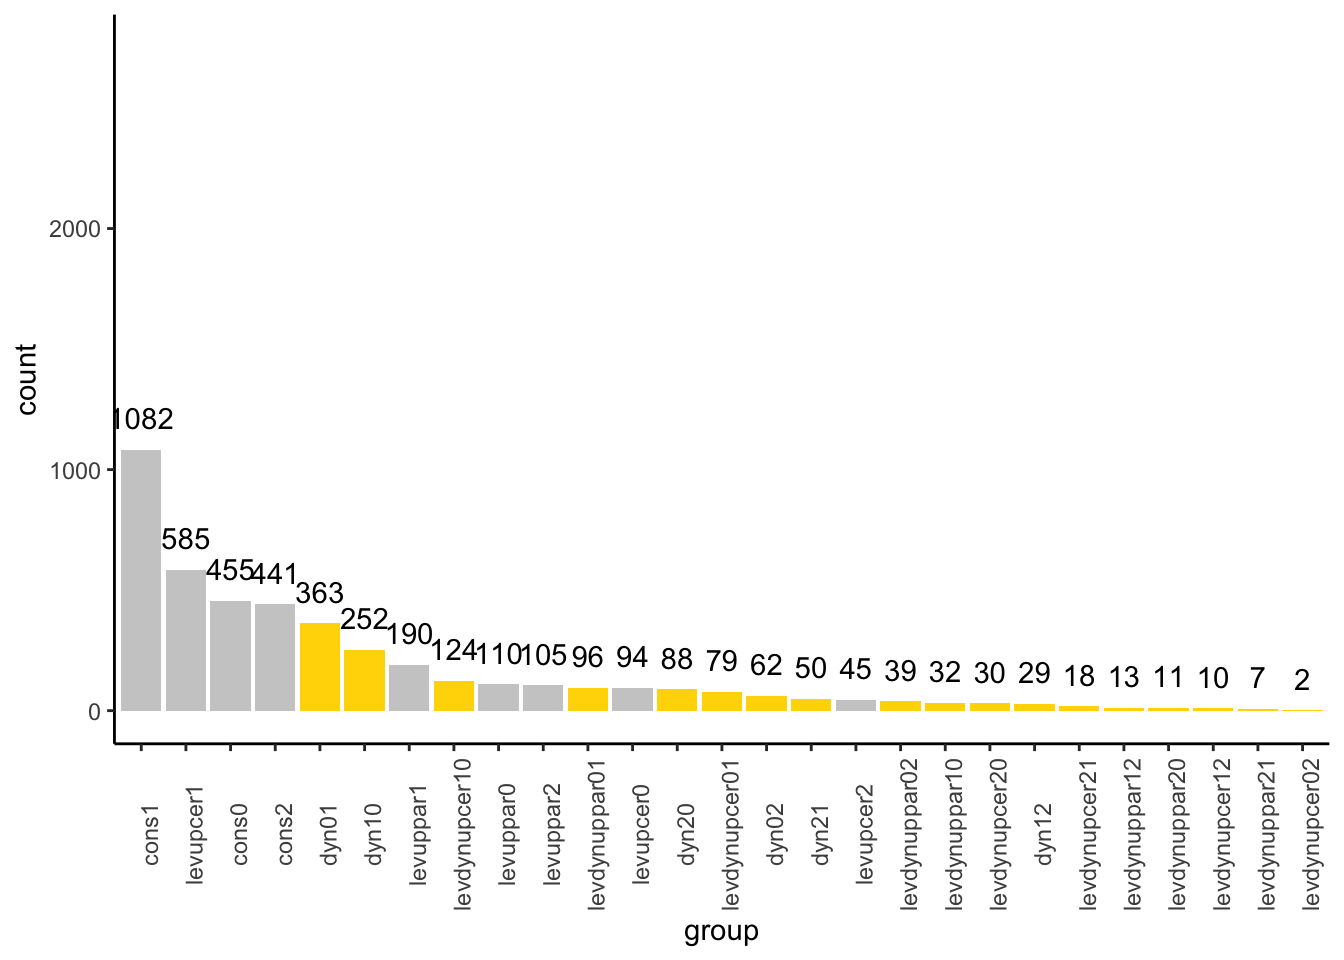 count
2000
1000
0
1082
585
455
441
363
252
190
124
110
105
96
94
88
79
62
50
45
39
32
30
29
18
13
11
10
7
2
cons1
levupcer1
cons0
cons2
dyn01
dyn10
levuppar1
levdynupcer10
levuppar0
levuppar2
levdynuppar01
levupcer0
dyn20
levdynupcer01
dyn02
dyn21
levupcer2
levdynuppar02
levdynuppar10
levdynupcer20
dyn12
levdynupcer21
levdynuppar12
levdynuppar20
levdynupcer12
levdynuppar21
levdynupcer02
group